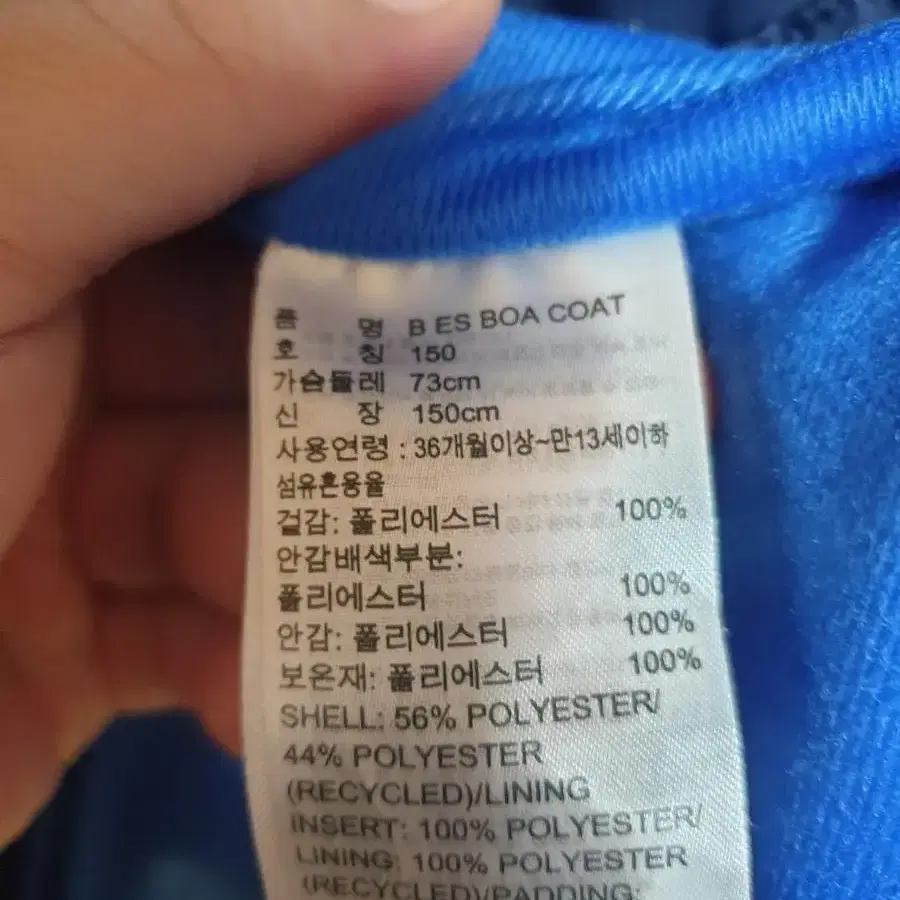 품 명 B ES BOA COAT
호 칭 150
가슴둘레 73cm
신 장 150cm
사용연령 : 36개월이상~만13세이하
섬유혼용율
겉감: 폴리에스터 100%
안감배색부분:
폴리에스터 100%
안감: 폴리에스터 100%
보온재: 폴리에스터 100%
SHELL: 56% POLYESTER/
44% POLYESTER
(RECYCLED)/LINING
INSERT: 100% POLYESTER/
LINING: 100% POLYESTER
(RECYCLED)/PADDING: